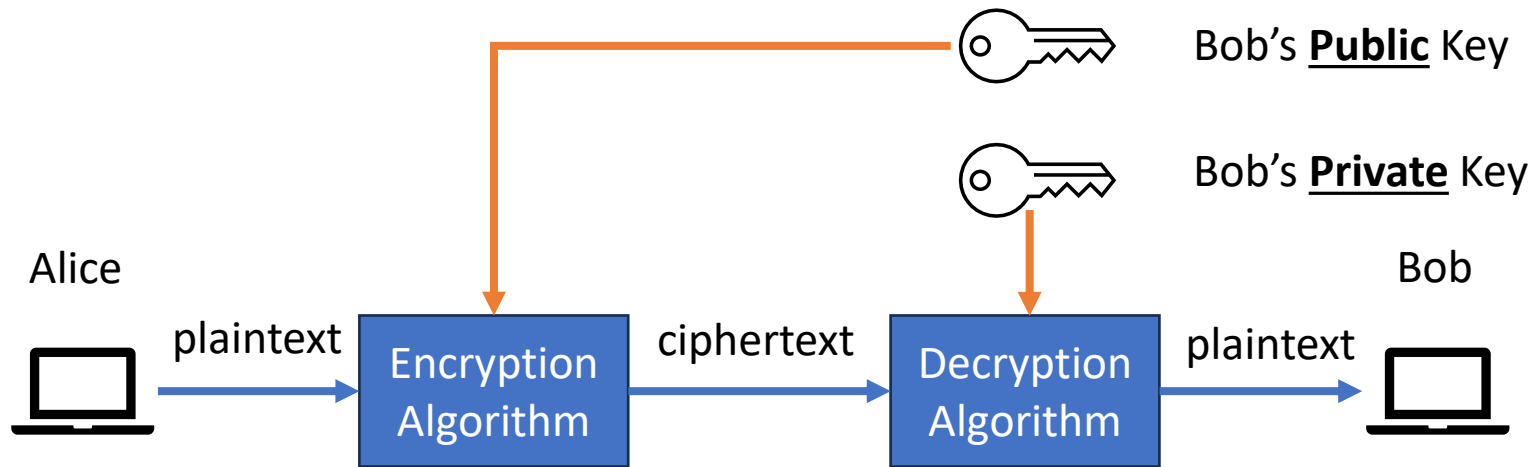 Bob’s Public Key
Bob’s Private Key
Alice
Bob
plaintext
Encryption
Algorithm
ciphertext
Decryption
Algorithm
plaintext